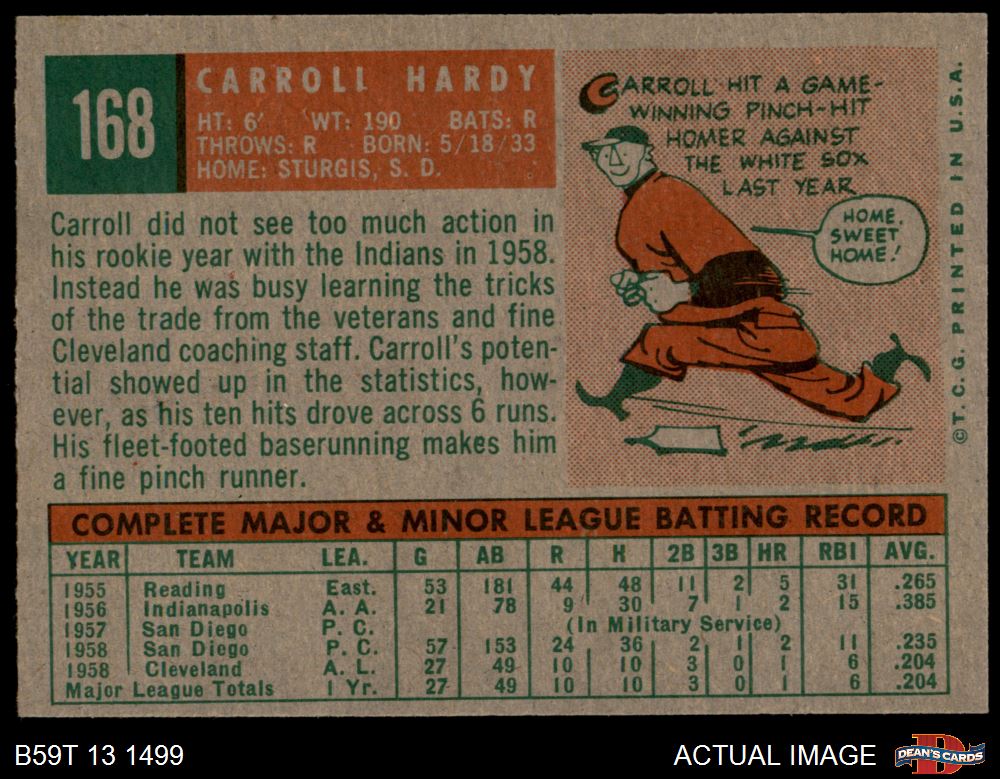 168
CARROLL HARDY
HT: 6' WT: 190 BATS: R
THROWS: R BORN: 5/18/33
HOME: STURGIS, S. D.
Carroll did not see too much action in
his rookie year with the Indians in 1958.
Instead he was busy learning the tricks
of the trade from the veterans and fine
Cleveland coaching staff. Carroll's poten-
tial showed up in the statistics, how-
ever, as his ten hits drove across 6 runs.
His fleet-footed baserunning makes him
a fine pinch runner.
CARROLL HIT A GAME-
WINNING PINCH-HIT
HOMER AGAINST
THE WHITE SOX
LAST YEAR
HOME,
SWEET
HOME!
©T. C. G. PRINTED IN U.S.A.
COMPLETE MAJOR & MINOR LEAGUE BATTING RECORD
YEAR TEAM LEA. G AB R H 2B 3B HR RBI AVG.
1955 Reading East. 53 181 44 48 11 2 5 31 .265
1956 Indianapolis A. A. 21 78 9 30 7 1 2 15 .385
1957 San Diego P. C. (In Military Service)
1958 San Diego P. C. 57 153 24 36 2 1 2 11 .235
1958 Cleveland A. L. 27 49 10 10 3 0 1 6 .204
Major League Totals 1 Yr. 27 49 10 10 3 0 1 6 .204
B59T 13 1499
ACTUAL IMAGE
DEAN'S CARDS